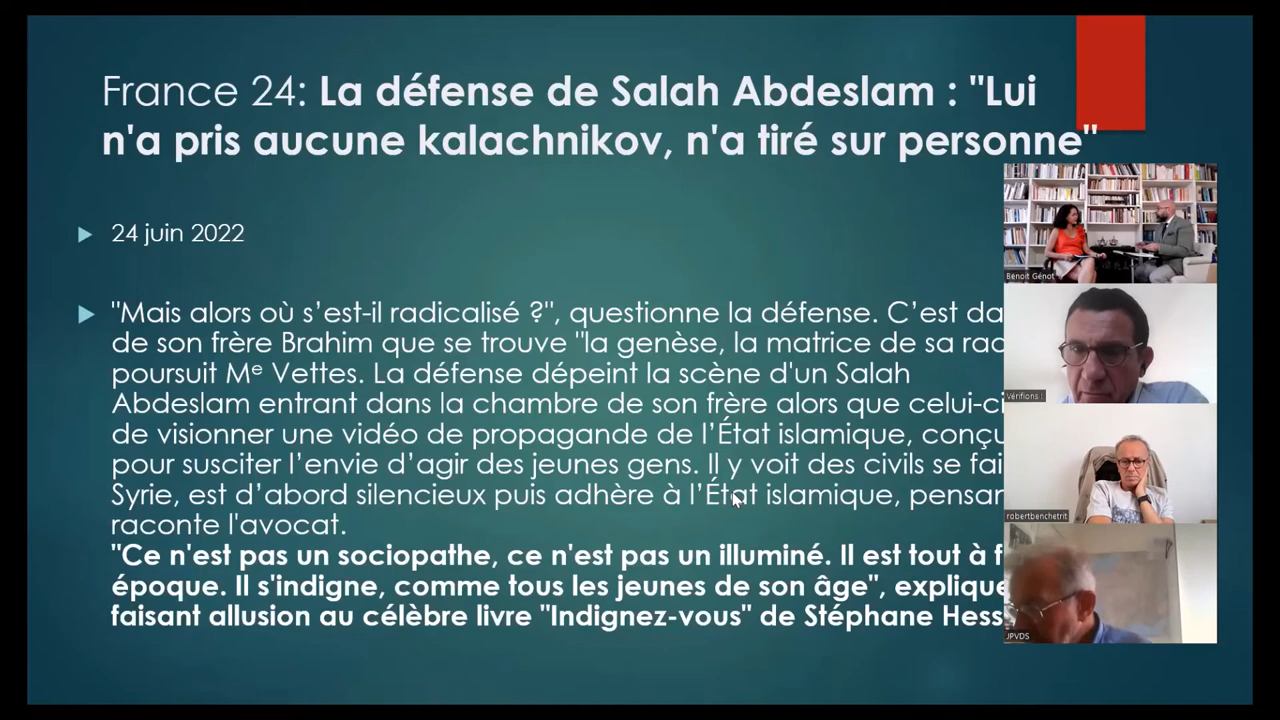 France 24: La défense de Salah Abdeslam : "Lui
n'a pris aucune kalachnikov, n'a tiré sur personne"
24 juin 2022
"Mais alors où s’est-il radicalisé ?", questionne la défense. C’est
de son frère Brahim que se trouve "la genèse, la matrice de sa
poursuit Mᵉ Vettes. La défense dépeint la scène d'un Salah
Abdeslam entrant dans la chambre de son frère alors que celui-ci
de visionner une vidéo de propagande de l’État islamique,
pour susciter l’envie d’agir des jeunes gens. Il y voit des civils se
Syrie, est d’abord silencieux puis adhère à l’État islamique,
raconte l'avocat.
"Ce n'est pas un sociopathe, ce n'est pas un illuminé. Il est tout à
époque. Il s'indigne, comme tous les jeunes de son âge", explique
faisant allusion au célèbre livre "Indignez-vous" de Stéphane
Benoit Génot
Vérifions !
robertbenchetrit
JPVDS